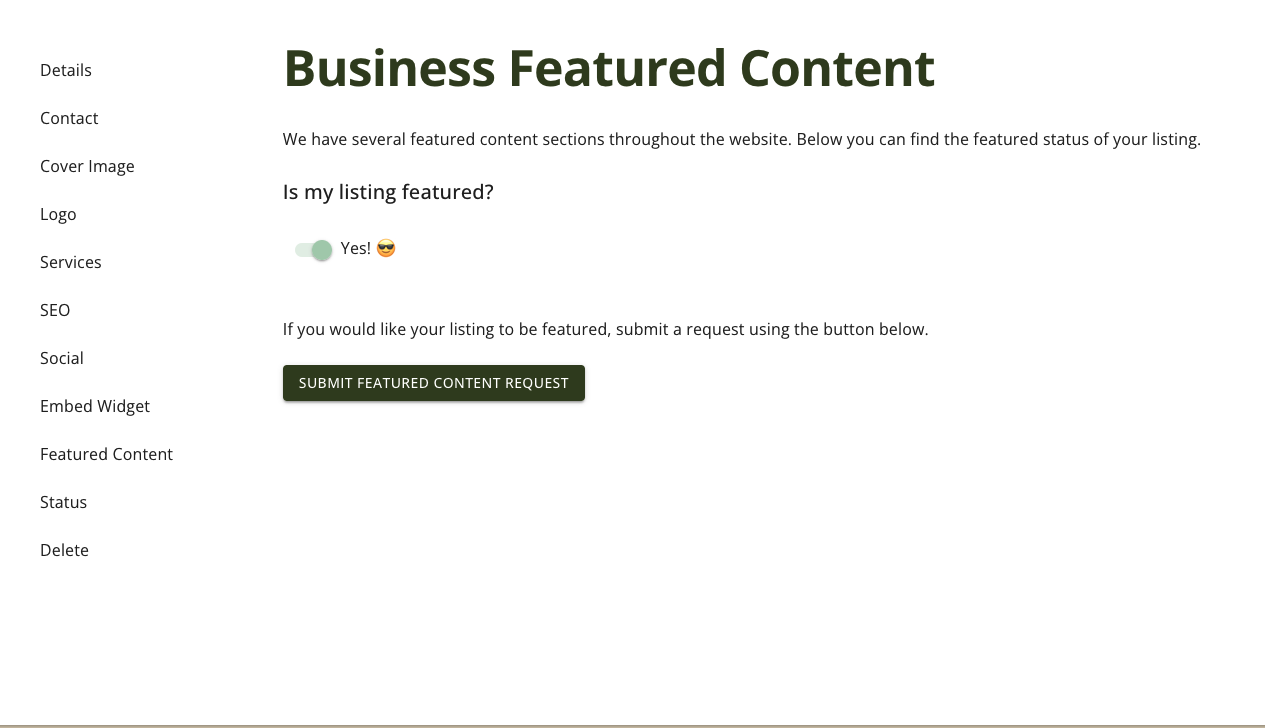 Details
Contact
Cover Image
Logo
Services
SEO
Social
Embed Widget
Featured Content
Status
Delete
Business Featured Content
We have several featured content sections throughout the website. Below you can find the featured status of your listing.
Is my listing featured?
Yes! 😎
If you would like your listing to be featured, submit a request using the button below.
SUBMIT FEATURED CONTENT REQUEST